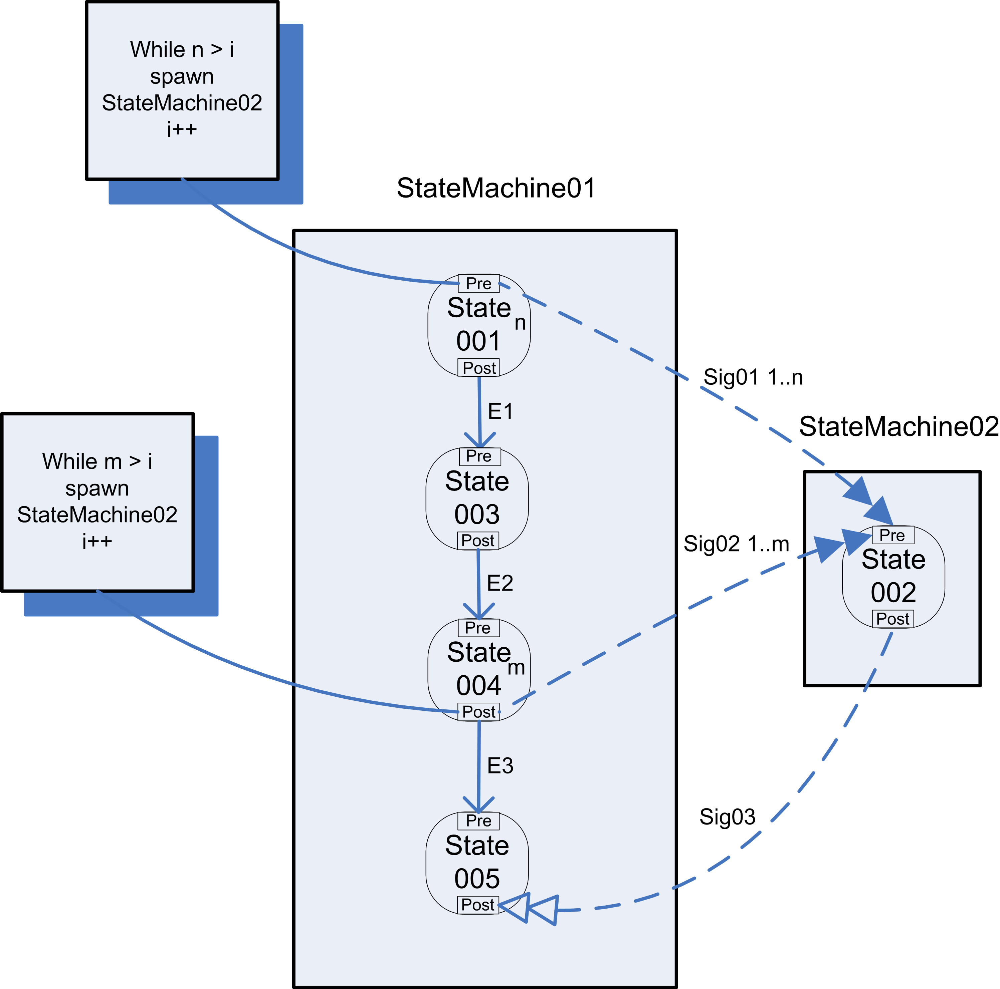 While n > i
spawn
StateMachine02
i++
StateMachine01
Pre
State
n
001
Post
Sig01 1..n
E1
StateMachine02
While m > i
spawn
StateMachine02
i++
Pre
State
003
Post
Sig02 1..m
Pre
State
002
Post
E2
Pre
State
m
004
Post
E3
Sig03
Pre
State
005
Post